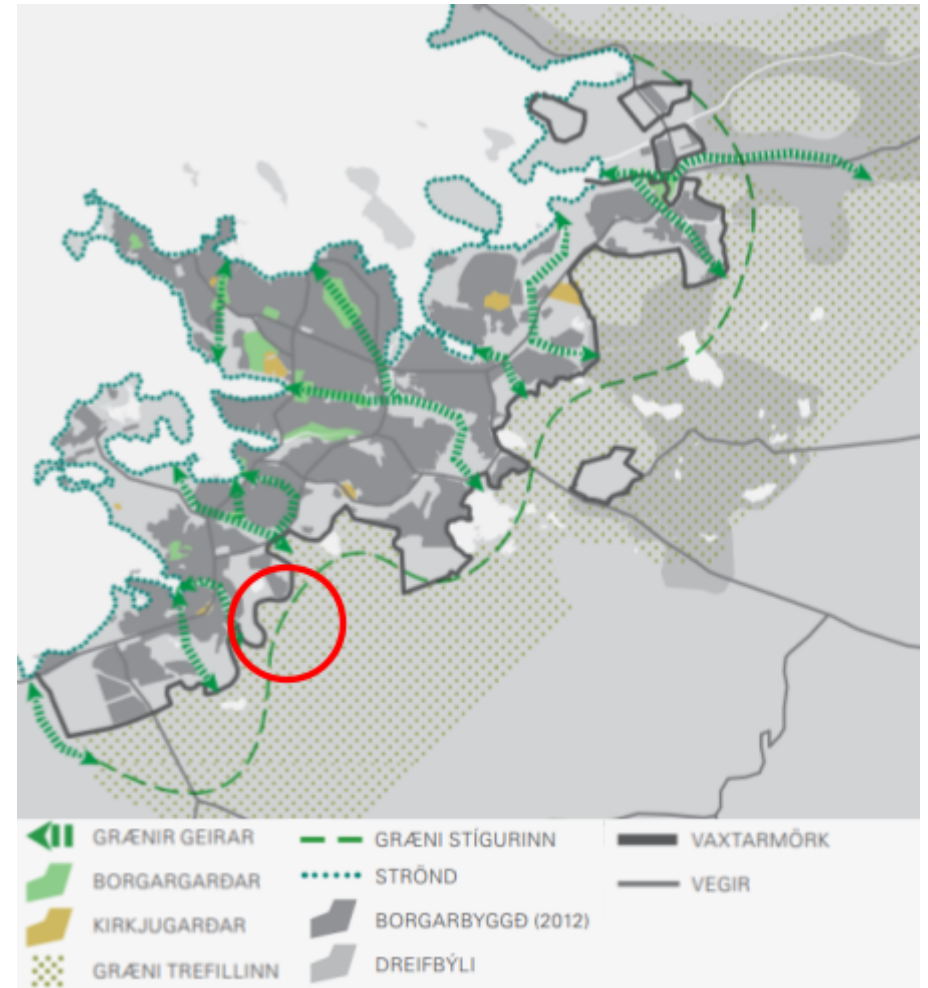 GRÆNIR GEIRAR
BORGARGARÐAR
KIRKJUGARÐAR
GRÆNI TREFILLINN
GRÆNI STÍGURINN
STRÖND
BORGARBYGGÐ (2012)
DREIFBÝLI
VAXTARMÖRK
VEGIR